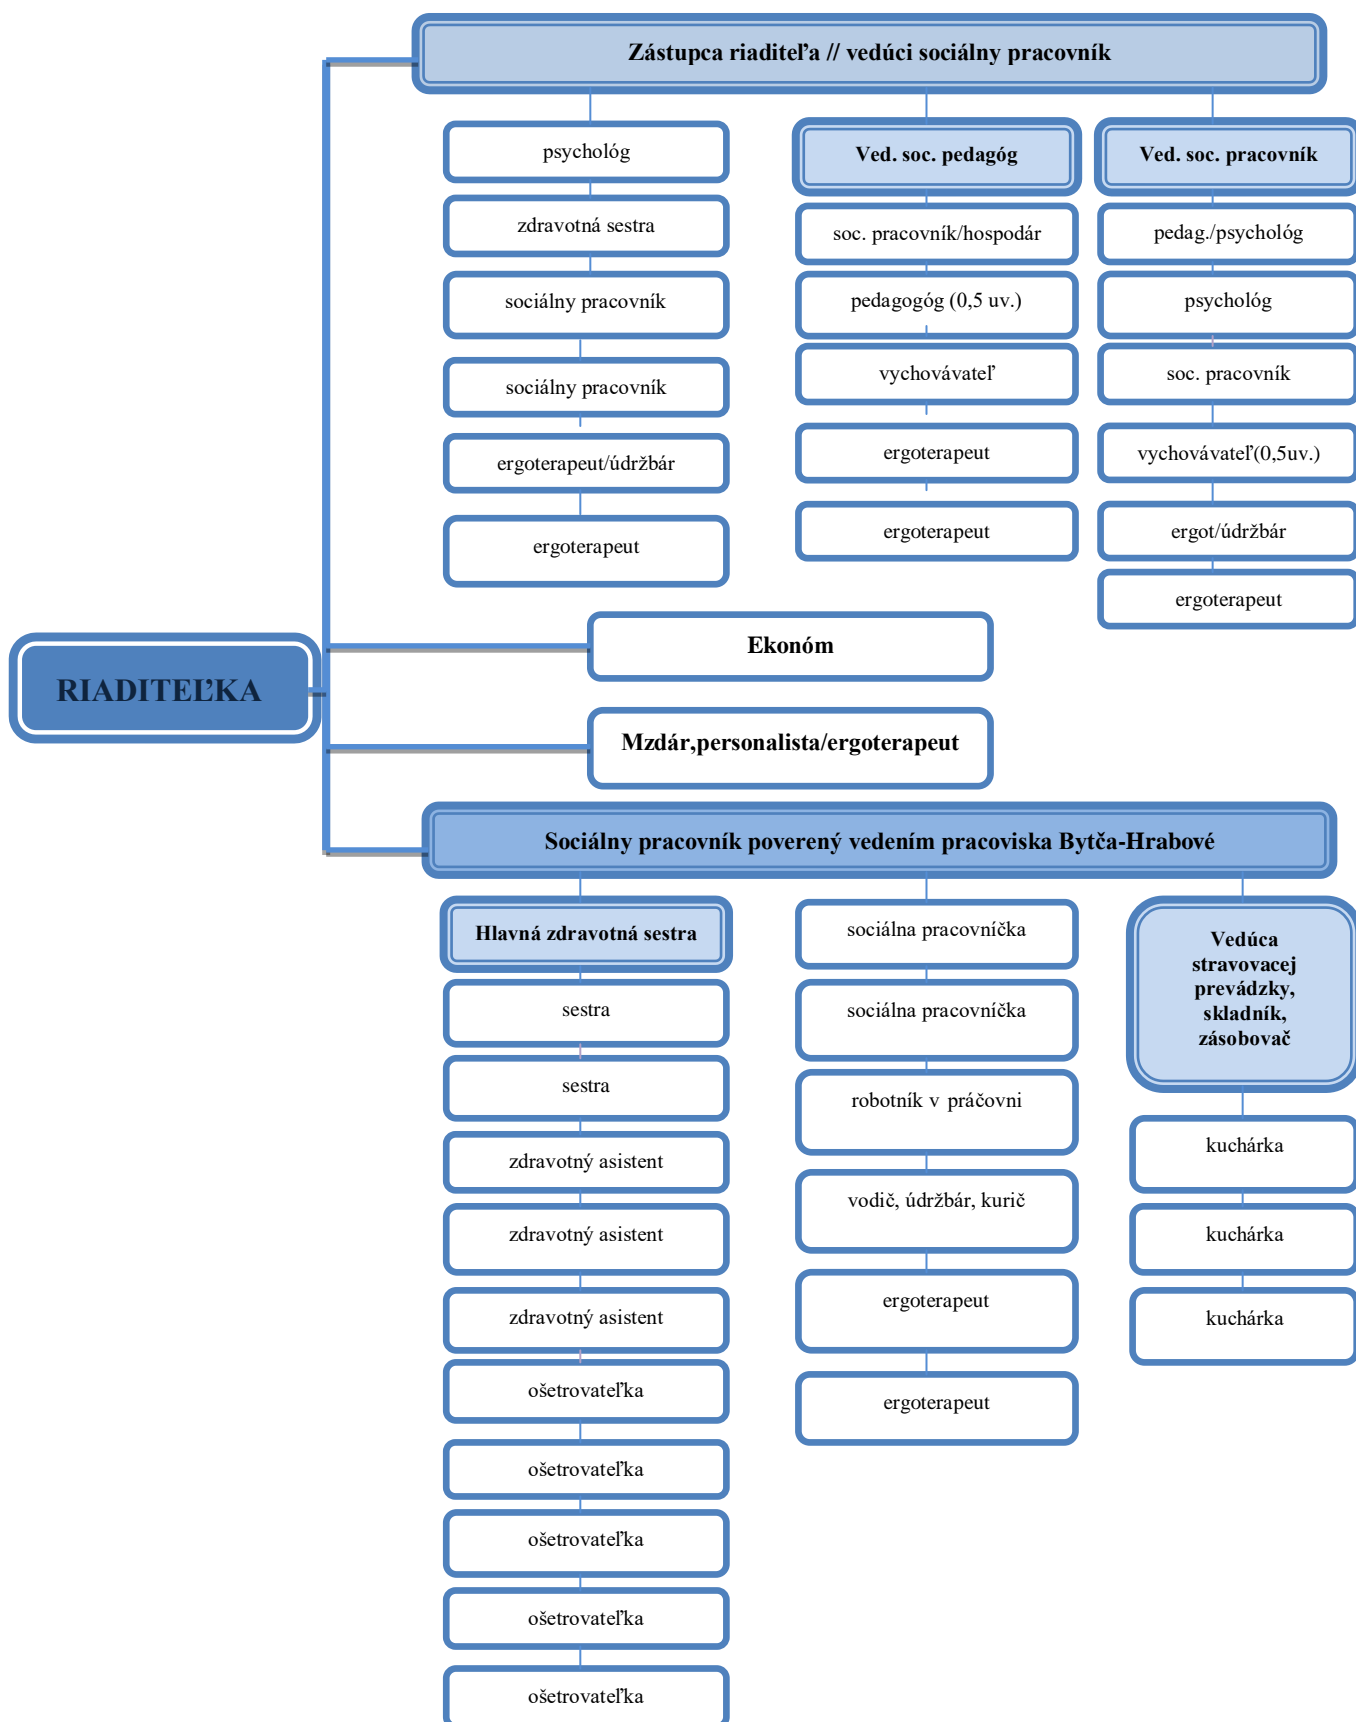 Zástupca riaditeľa // vedúci sociálny pracovník
psychológ
zdravotná sestra
sociálny pracovník
sociálny pracovník
ergoterapeut/údržbár
ergoterapeut
Ved. soc. pedagóg
soc. pracovník/hospodár
pedagogóg (0,5 uv.)
vychovávateľ
ergoterapeut
ergoterapeut
Ved. soc. pracovník
pedag./psychológ
psychológ
soc. pracovník
vychovávateľ(0,5uv.)
ergot/údržbár
ergoterapeut
RIADITEĽKA
Ekonóm
Mzdár,personalista/ergoterapeut
Sociálny pracovník poverený vedením pracoviska Bytča-Hrabové
Hlavná zdravotná sestra
sestra
sestra
zdravotný asistent
zdravotný asistent
zdravotný asistent
ošetrovateľka
ošetrovateľka
ošetrovateľka
ošetrovateľka
ošetrovateľka
sociálna pracovníčka
sociálna pracovníčka
robotník v práčovni
vodič, údržbár, kurič
ergoterapeut
ergoterapeut
Vedúca
stravovacej
prevádzky,
skladník,
zásobovač
kuchárka
kuchárka
kuchárka